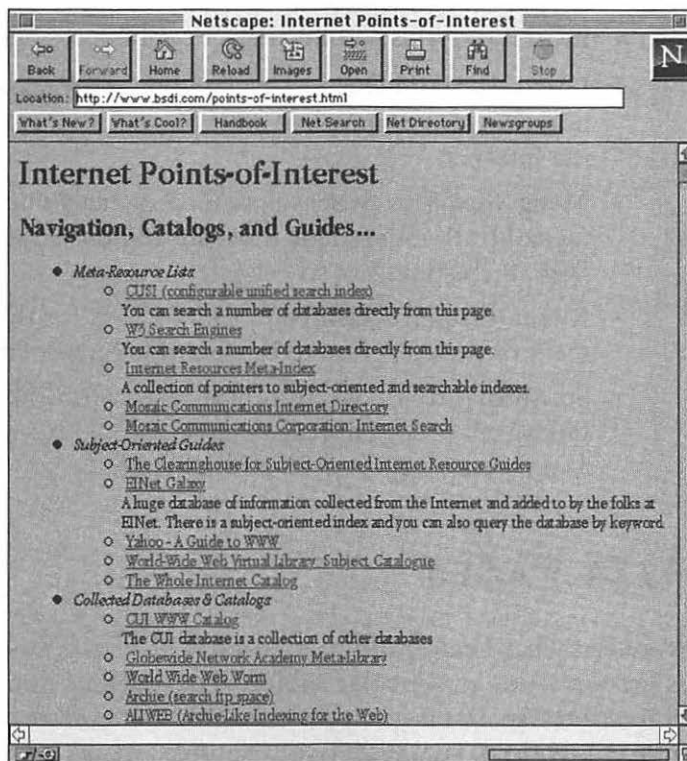 Netscape: Internet Points-of-Interest
Back Forward Home Reload Images Open Print Find Stop
N
Location: http://www.bsdi.com/points-of-interest.html
What's New? What's Cool? Handbook Net Search Net Directory Newsgroups
Internet Points-of-Interest
Navigation, Catalogs, and Guides...
Meta-Resource Lists
CUSI (configurable unified search index)
You can search a number of databases directly from this page.
W3 Search Engines
You can search a number of databases directly from this page.
Internet Resources Meta-Index
A collection of pointers to subject-oriented and searchable indexes.
Mosaic Communications Internet Directory
Mosaic Communications Corporation: Internet Search
Subject-Oriented Guides
The Clearinghouse for Subject-Oriented Internet Resource Guides
EINet Galaxy
A huge database of information collected from the Internet and added to by the folks at
EINet. There is a subject-oriented index and you can also query the database by keyword
Yahoo - A Guide to WWW
World-Wide Web Virtual Library: Subject Catalogue
The Whole Internet Catalog
Collected Databases & Catalogs
CUI WWW Catalog
The CUI database is a collection of other databases
Globewide Network Academy Meta-Library
World Wide Web Worm
Archie (search ftp space)
ALIWEB (Archie-Like Indexing for the Web)